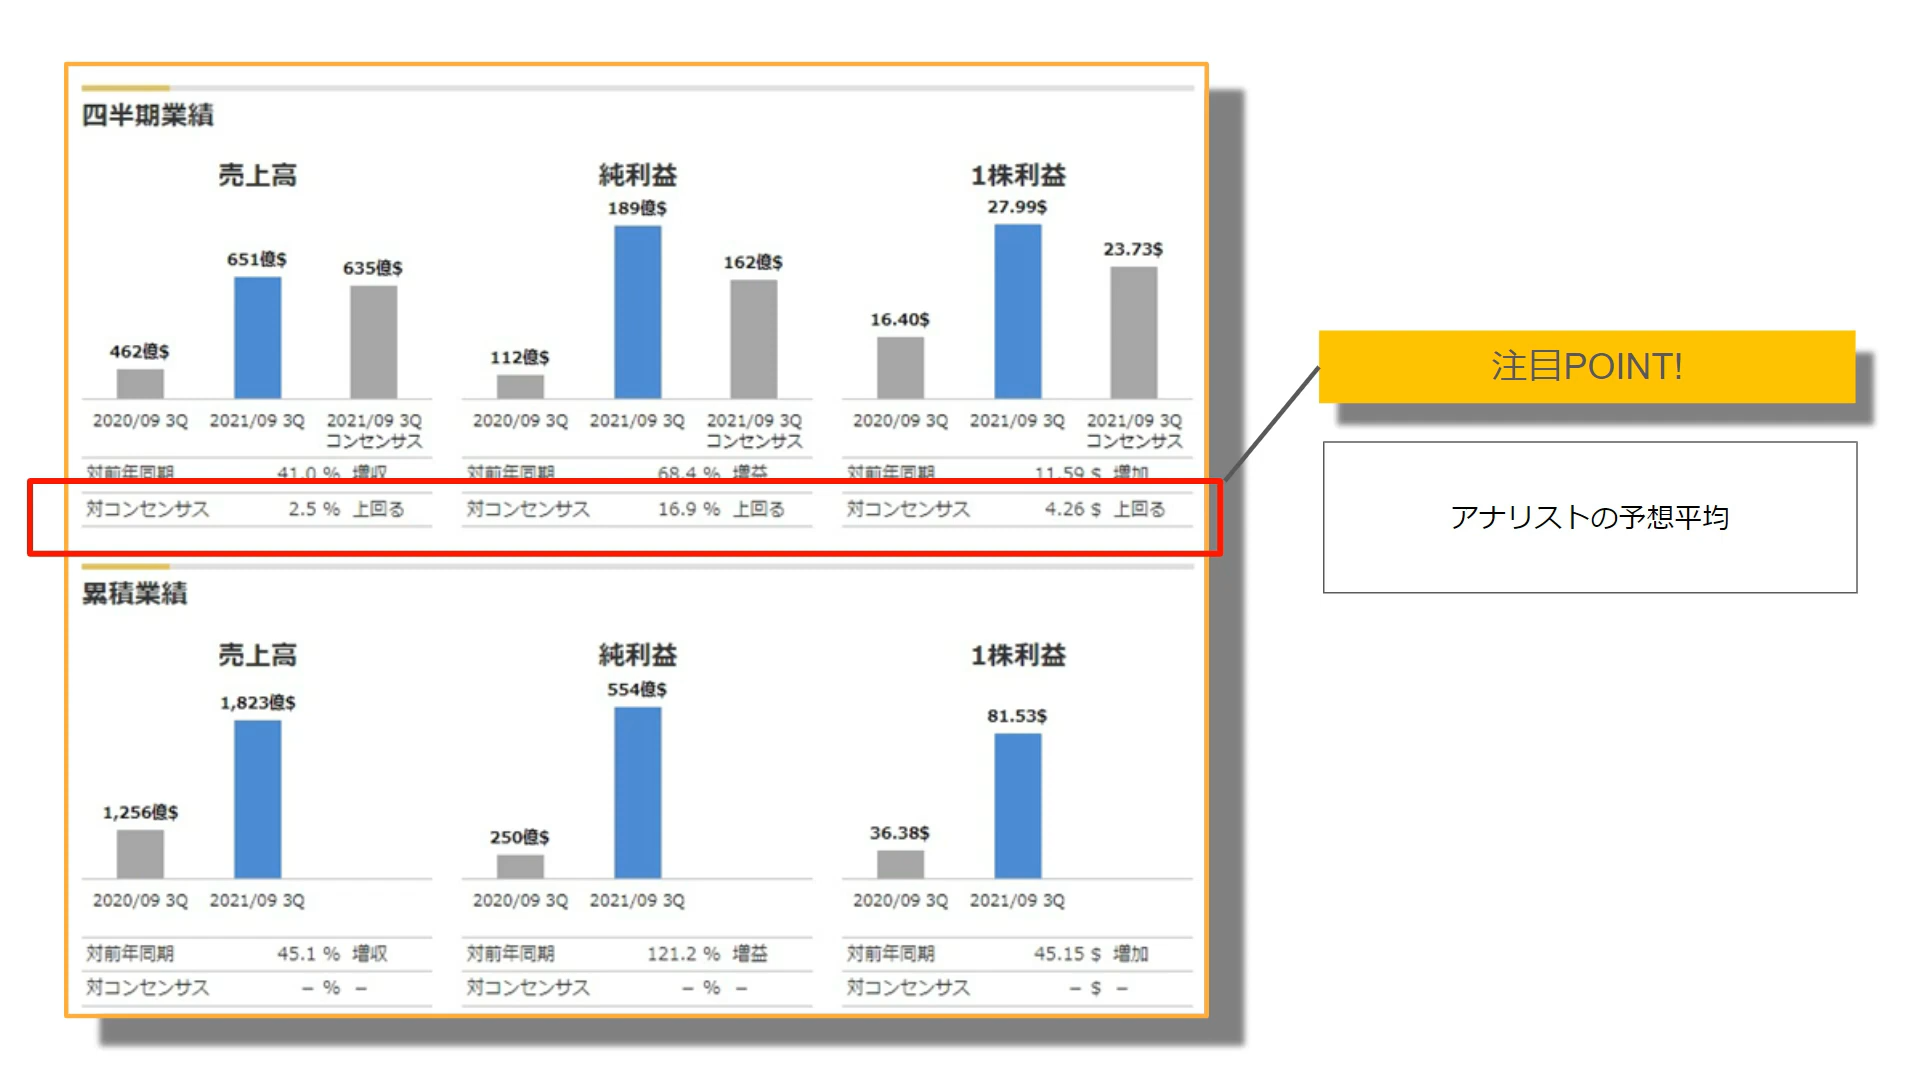 四半期業績
売上高
462億$
651億$
635億$
2020/09 3Q
2021/09 3Q
2021/09 3Q
コンセンサス
対前年同期 41.0 % 増収
対コンセンサス 2.5 % 上回る
純利益
112億$
189億$
162億$
2020/09 3Q
2021/09 3Q
2021/09 3Q
コンセンサス
対前年同期 68.4 % 増益
対コンセンサス 16.9 % 上回る
1株利益
16.40$
27.99$
23.73$
2020/09 3Q
2021/09 3Q
2021/09 3Q
コンセンサス
対前年同期 11.59 $ 増加
対コンセンサス 4.26 $ 上回る
累積業績
売上高
1,256億$
1,823億$
2020/09 3Q
2021/09 3Q
対前年同期 45.1 % 増収
対コンセンサス – % –
純利益
250億$
554億$
2020/09 3Q
2021/09 3Q
対前年同期 121.2 % 増益
対コンセンサス – % –
1株利益
36.38$
81.53$
2020/09 3Q
2021/09 3Q
対前年同期 45.15 $ 増加
対コンセンサス – $ –
注目POINT!
アナリストの予想平均